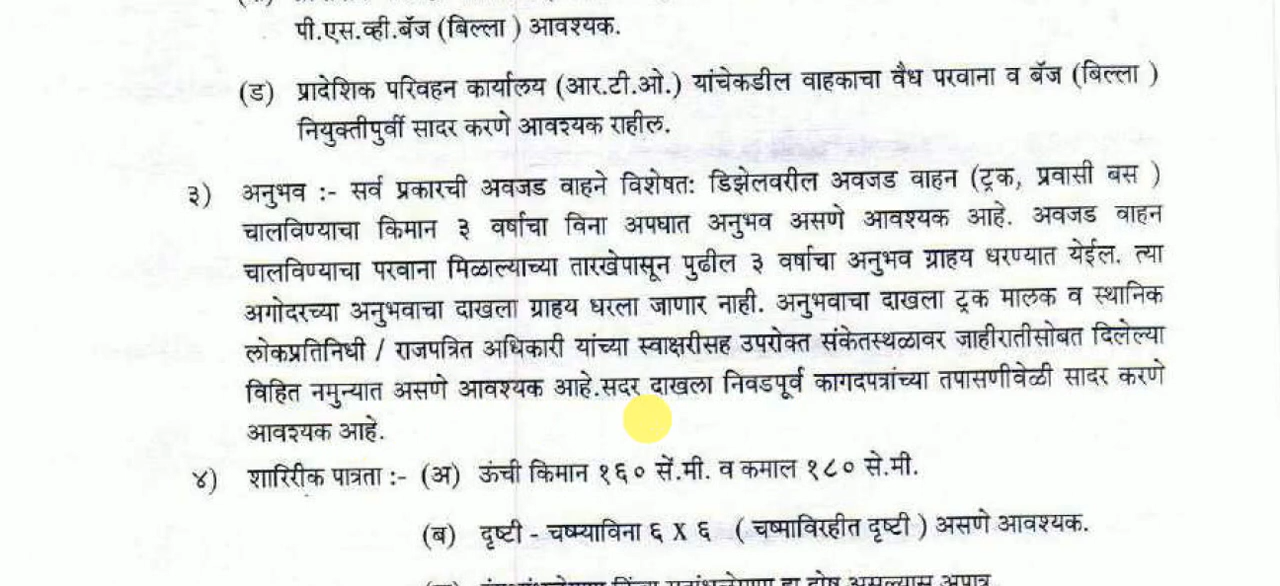 पी.एस.व्ही.बॅज (बिल्ला ) आवश्यक.
(ड) प्रादेशिक परिवहन कार्यालय (आर.टी.ओ.) यांचेकडील वाहकाचा वैध परवाना व बॅज (बिल्ला )
नियुक्तीपुर्वी सादर करणे आवश्यक राहील.
३) अनुभव :- सर्व प्रकारची अवजड वाहने विशेषतः डिझेलवरील अवजड वाहन (ट्रक, प्रवासी बस )
चालविण्याचा किमान ३ वर्षाचा विना अपघात अनुभव असणे आवश्यक आहे. अवजड वाहन
चालविण्याचा परवाना मिळाल्याच्या तारखेपासून पुढील ३ वर्षाचा अनुभव ग्राहय धरण्यात येईल. त्या
अगोदरच्या अनुभवाचा दाखला ग्राहय धरला जाणार नाही. अनुभवाचा दाखला ट्रक मालक व स्थानिक
लोकप्रतिनिधी / राजपत्रित अधिकारी यांच्या स्वाक्षरीसह उपरोक्त संकेतस्थळावर जाहीरातीसोबत दिलेल्या
विहित नमुन्यात असणे आवश्यक आहे.सदर दाखला निवडपूर्व कागदपत्रांच्या तपासणीवेळी सादर करणे
आवश्यक आहे.
४) शारिरीक पात्रता :- (अ) ऊंची किमान १६० सें.मी. व कमाल १८० से.मी.
(ब) दृष्टी - चष्म्याविना ६ X ६ ( चष्माविरहीत दृष्टी ) असणे आवश्यक.
हा दोष असल्यास अपात्र